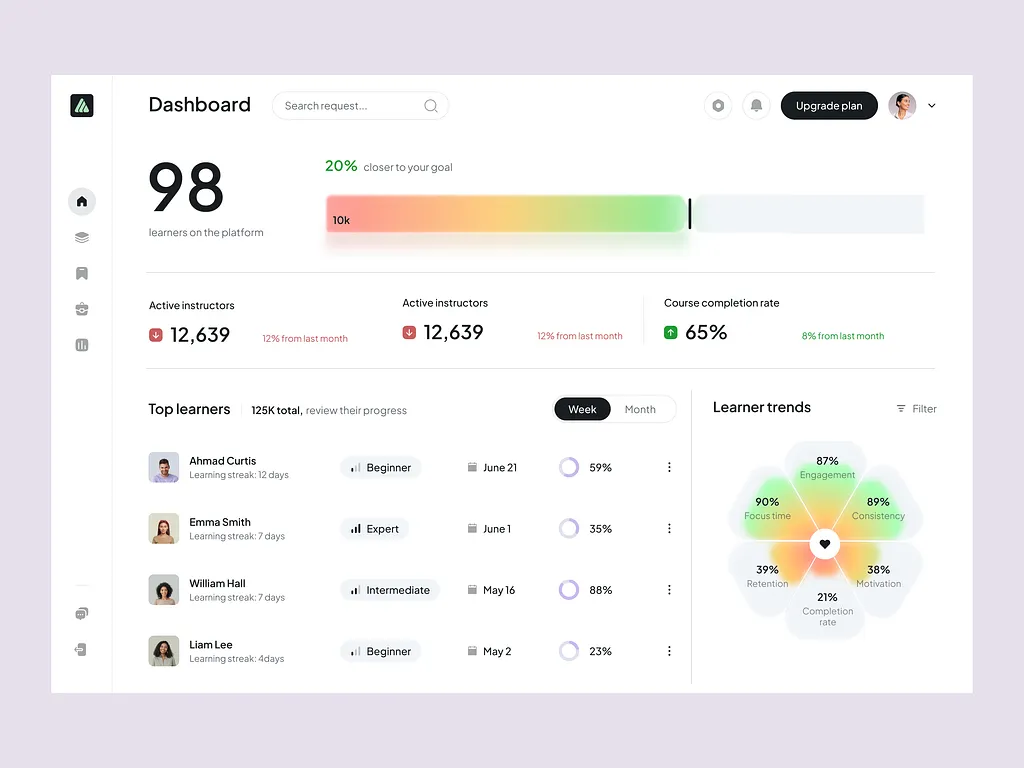 Dashboard
Search request...
Upgrade plan
98
learners on the platform
20% closer to your goal
10k
Active instructors
12,639
12% from last month
Active instructors
12,639
12% from last month
Course completion rate
65%
8% from last month
Top learners
125K total, review their progress
Week
Month
Ahmad Curtis
Learning streak: 12 days
Beginner
June 21
59%
Emma Smith
Learning streak: 7 days
Expert
June 1
35%
William Hall
Learning streak: 7 days
Intermediate
May 16
88%
Liam Lee
Learning streak: 4days
Beginner
May 2
23%
Learner trends
Filter
87%
Engagement
90%
Focus time
89%
Consistency
39%
Retention
38%
Motivation
21%
Completion
rate